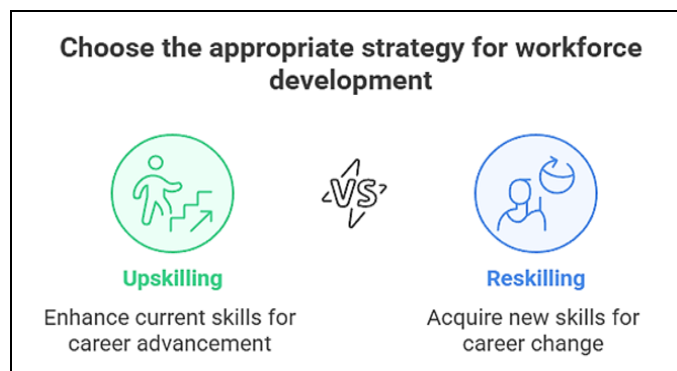 Choose the appropriate strategy for workforce
development
VS
Upskilling
Reskilling
Enhance current skills for
career advancement
Acquire new skills for
career change